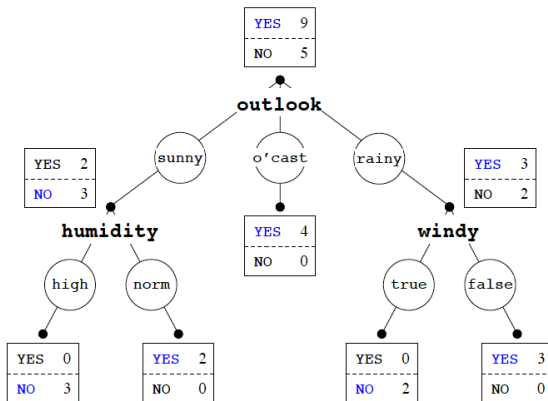 YES 9
NO 5
outlook
sunny
o'cast
rainy
YES 2
NO 3
YES 3
NO 2
humidity
YES 4
NO 0
windy
high
norm
true
false
YES 0
NO 3
YES 2
NO 0
YES 0
NO 2
YES 3
NO 0